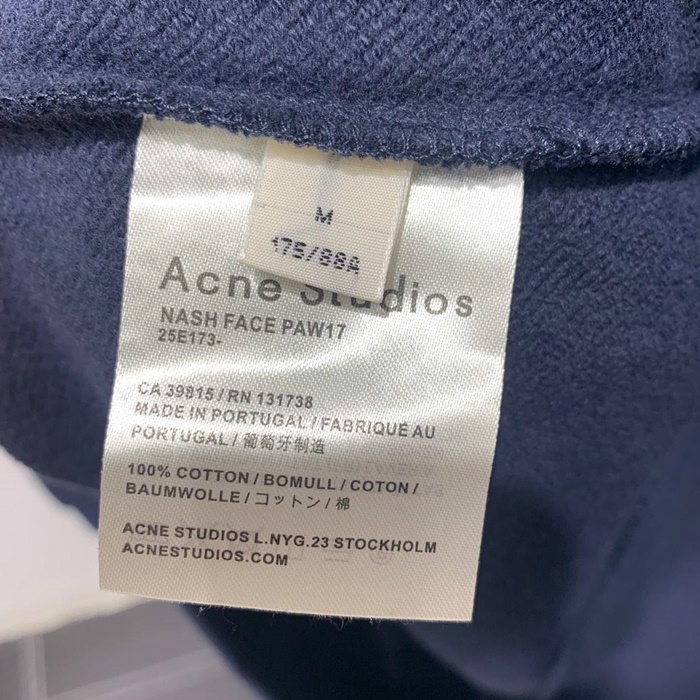 M
175/88A
Acne Studios
NASH FACE PAW17
25E173-
CA 39815 / RN 131738
MADE IN PORTUGAL / FABRIQUÉ AU
PORTUGAL / 葡萄牙制造
100% COTTON / BOMULL / COTON /
BAUMWOLLE / コットン / 棉
ACNE STUDIOS L.NYG.23 STOCKHOLM
ACNESTUDIOS.COM